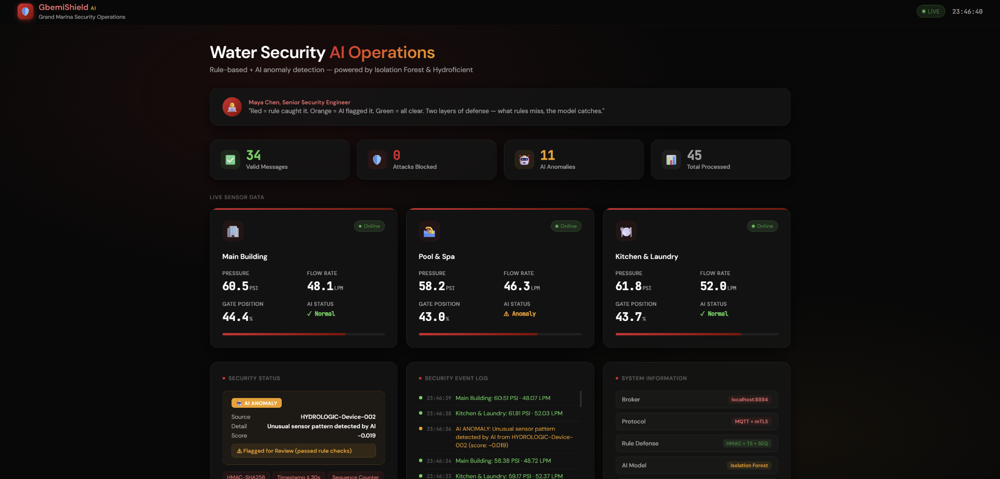 GbemiShield AI
Grand Marina Security Operations
LIVE
23:46:40
Water Security AI Operations
Rule-based + AI anomaly detection — powered by Isolation Forest & Hydroficient
Maya Chen, Senior Security Engineer
"Red = rule caught it. Orange = AI flagged it. Green = all clear. Two layers of defense — what rules miss, the model catches."
34
Valid Messages
0
Attacks Blocked
11
AI Anomalies
45
Total Processed
LIVE SENSOR DATA
Online
Main Building
PRESSURE
FLOW RATE
60.5 PSI
48.1 LPM
GATE POSITION
AI STATUS
44.4 %
✓ Normal
Online
Pool & Spa
PRESSURE
FLOW RATE
58.2 PSI
46.3 LPM
GATE POSITION
AI STATUS
43.0 %
⚠ Anomaly
Online
Kitchen & Laundry
PRESSURE
FLOW RATE
61.8 PSI
52.0 LPM
GATE POSITION
AI STATUS
43.7 %
✓ Normal
SECURITY STATUS
AI ANOMALY
Source HYDROLOGIC-Device-002
Detail Unusual sensor pattern detected by AI
Score -0.019
⚠ Flagged for Review (passed rule checks)
HMAC-SHA256
Timestamp ≤ 30s
Sequence Counter
SECURITY EVENT LOG
23:46:39 Main Building: 60.51 PSI · 48.07 LPM
23:46:38 Kitchen & Laundry: 61.81 PSI · 52.03 LPM
23:46:36 AI ANOMALY: Unusual sensor pattern
detected by AI from HYDROLOGIC-Device-
002 (score: -0.019)
23:46:34 Main Building: 58.38 PSI · 48.72 LPM
23:46:33 Kitchen & Laundry: 59.17 PSI · 52.37 LPM
SYSTEM INFORMATION
Broker localhost:8884
Protocol MQTT + mTLS
Rule Defense HMAC + TS + SEQ
AI Model Isolation Forest